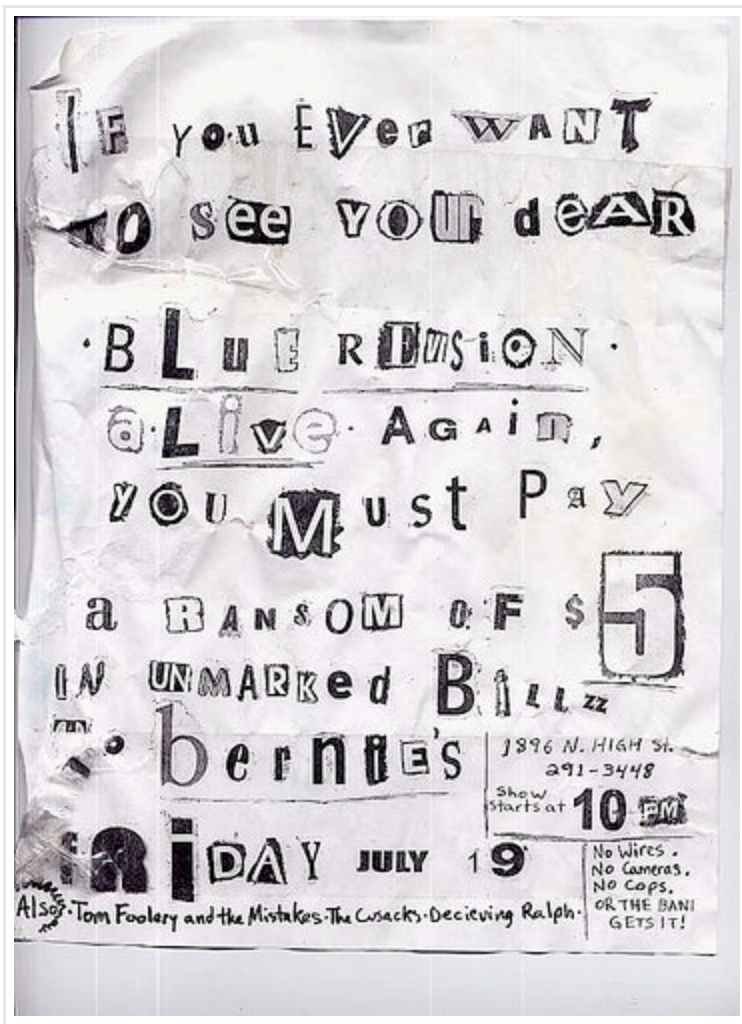 IF You EVer WANT
TO see YOUR dEAR
·BLuE REVISiON·
a·Live· AGAin,
YOU Must PAY
a RANSOM OF $5
IN UNMARKed BiLLzz
TO bernie's
1896 N. HIGH St.
291-3448
Show
starts at 10 PM
FRiDAY JULY 19
No Wires.
No Cameras.
No Cops.
OR THE BAND
GETS IT!
Also·Tom Foolery and the Mistakes·The Cusacks·Decieving Ralph·